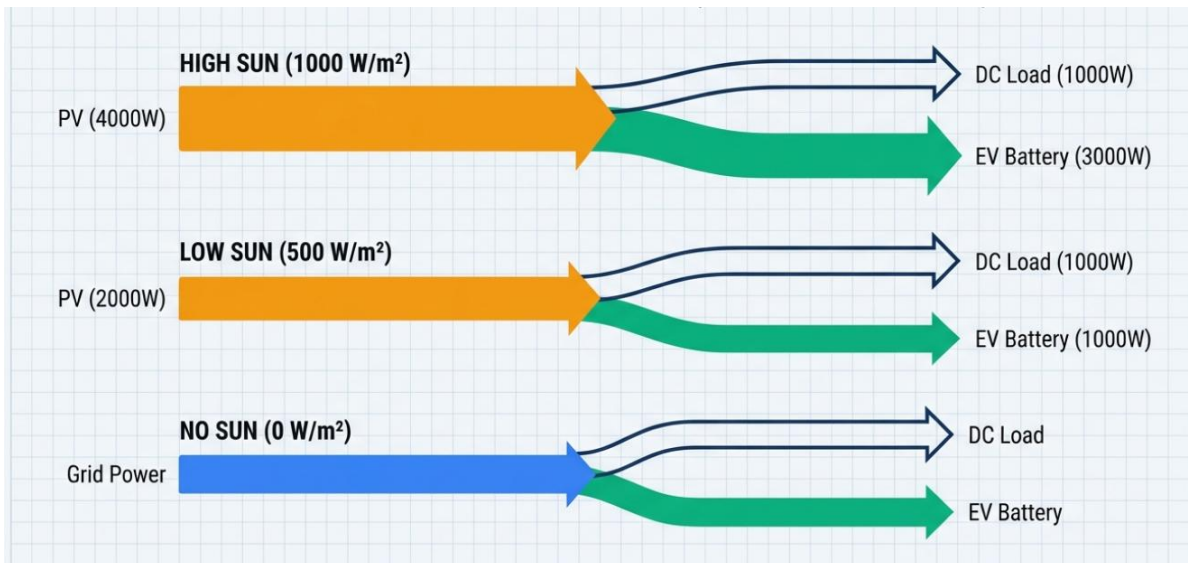 HIGH SUN (1000 W/m²)
PV (4000W)
DC Load (1000W)
EV Battery (3000W)
LOW SUN (500 W/m²)
PV (2000W)
DC Load (1000W)
EV Battery (1000W)
NO SUN (0 W/m²)
Grid Power
DC Load
EV Battery